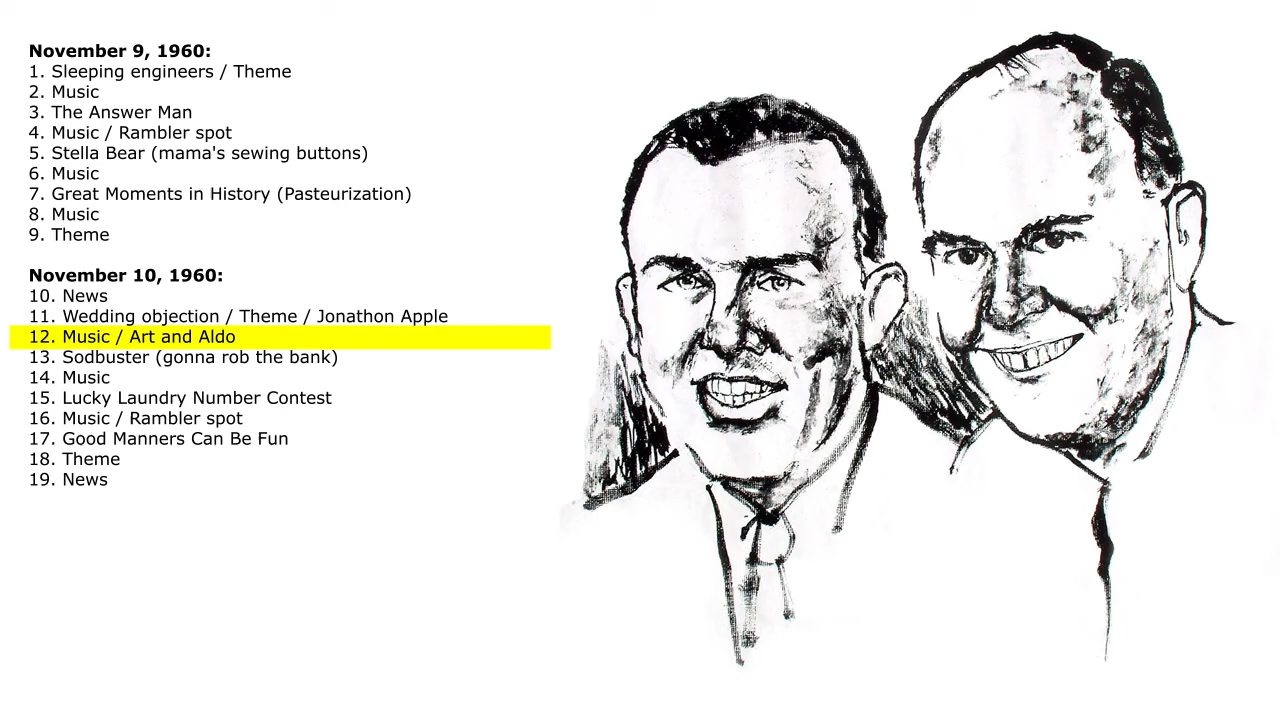 November 9, 1960:
1. Sleeping engineers / Theme
2. Music
3. The Answer Man
4. Music / Rambler spot
5. Stella Bear (mama's sewing buttons)
6. Music
7. Great Moments in History (Pasteurization)
8. Music
9. Theme
November 10, 1960:
10. News
11. Wedding objection / Theme / Jonathon Apple
12. Music / Art and Aldo
13. Sodbuster (gonna rob the bank)
14. Music
15. Lucky Laundry Number Contest
16. Music / Rambler spot
17. Good Manners Can Be Fun
18. Theme
19. News